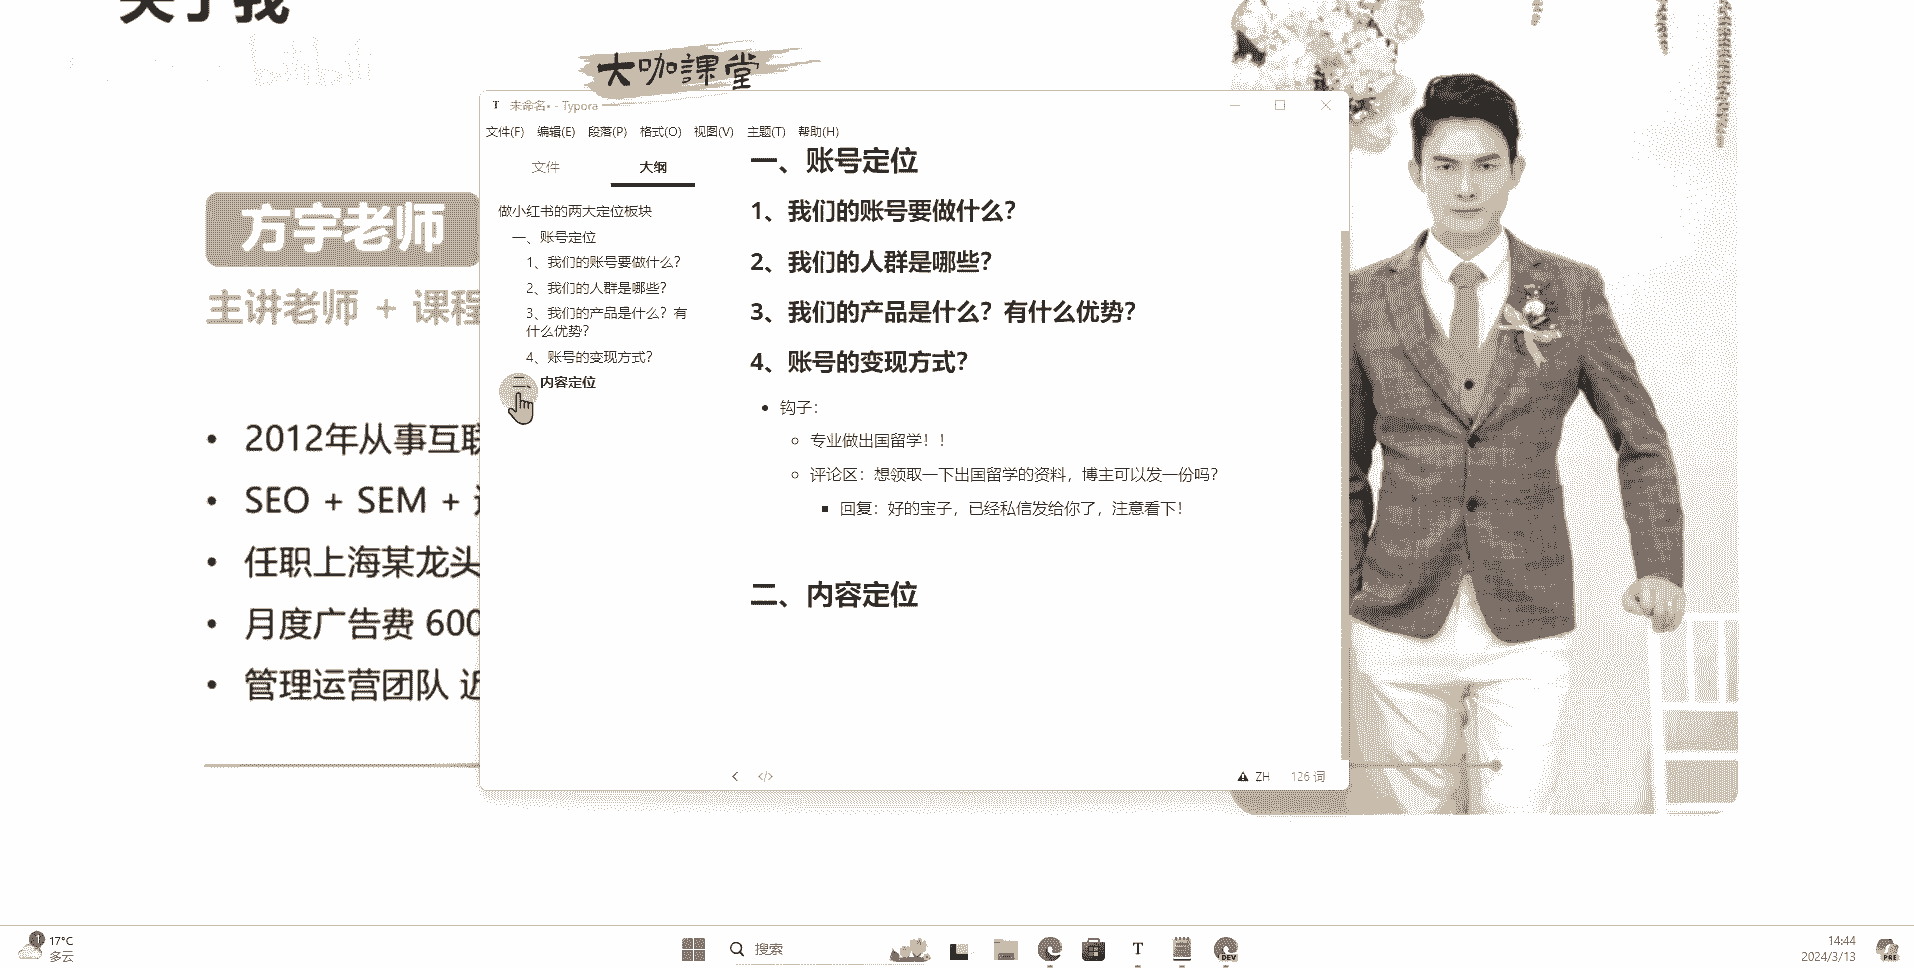 关于我
bilibili
大咖課堂
未命名• - Typora
文件(F) 编辑(E) 段落(P) 格式(O) 视图(V) 主题(T) 帮助(H)
文件 大纲
做小红书的两大定位板块
一、账号定位
1、我们的账号要做什么？
2、我们的人群是哪些？
3、我们的产品是什么？有
什么优势？
4、账号的变现方式？
二、内容定位
一、账号定位
1、我们的账号要做什么？
2、我们的人群是哪些？
3、我们的产品是什么？有什么优势？
4、账号的变现方式？
• 钩子：
专业做出国留学！！
评论区：想领取一下出国留学的资料，博主可以发一份吗？
回复：好的宝子，已经私信发给你了，注意看下！
二、内容定位
</> ZH 126 词
方宇老师
主讲老师 + 课程
• 2012年从事互联
• SEO + SEM +
• 任职上海某龙头
• 月度广告费 600
• 管理运营团队 近
1 17°C
多云
搜索
T
DEV
14:44
2024/3/13
PRE